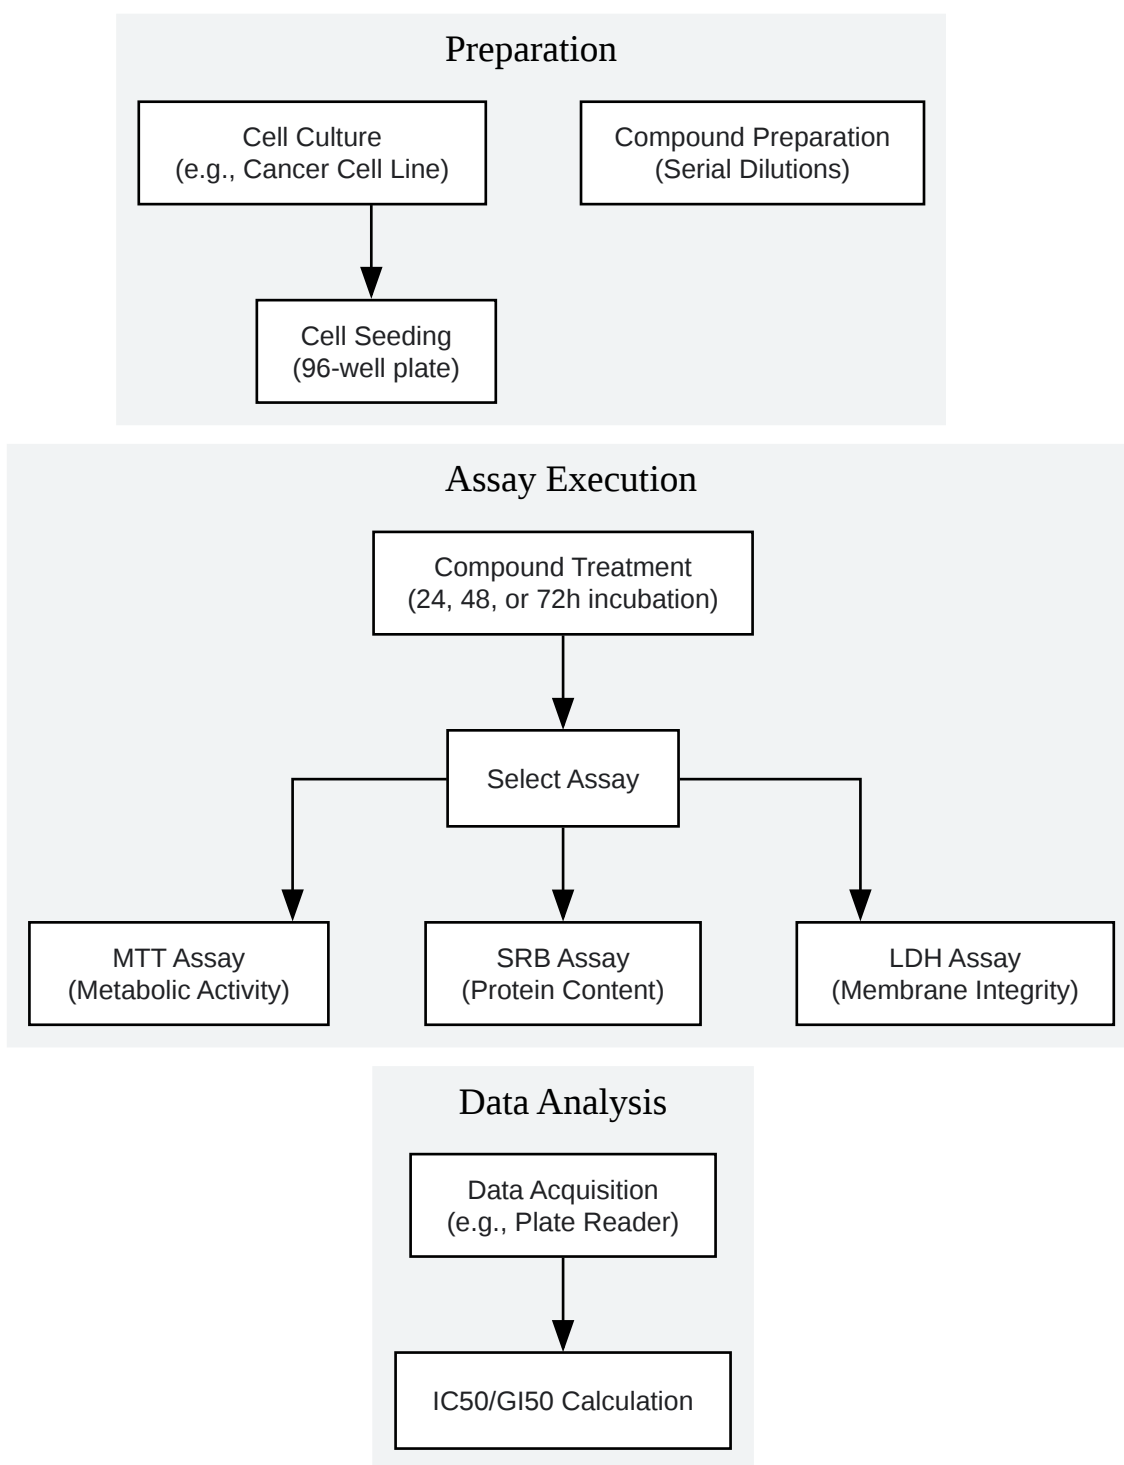 Preparation
Cell Culture
(e.g., Cancer Cell Line)
Compound Preparation
(Serial Dilutions)
Cell Seeding
(96-well plate)
Assay Execution
Compound Treatment
(24, 48, or 72h incubation)
Select Assay
MTT Assay
(Metabolic Activity)
SRB Assay
(Protein Content)
LDH Assay
(Membrane Integrity)
Data Analysis
Data Acquisition
(e.g., Plate Reader)
IC50/GI50 Calculation